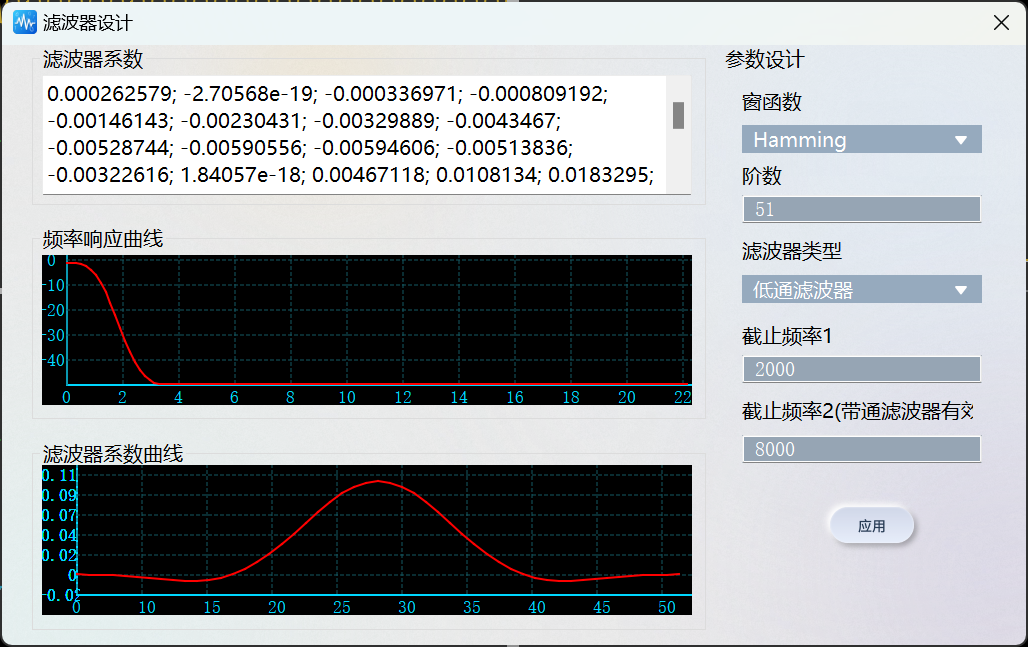 滤波器设计
滤波器系数
0.000262579; -2.70568e-19; -0.000336971; -0.000809192;
-0.00146143; -0.00230431; -0.00329889; -0.0043467;
-0.00528744; -0.00590556; -0.00594606; -0.00513836;
-0.00322616; 1.84057e-18; 0.00467118; 0.0108134; 0.0183295;
频率响应曲线
0
-10
-20
-30
-40
0 2 4 6 8 10 12 14 16 18 20 22
滤波器系数曲线
0.11
0.09
0.07
0.04
0.02
0
-0.02
0 10 15 20 25 30 35 40 45 50
参数设计
窗函数
Hamming
阶数
51
滤波器类型
低通滤波器
截止频率1
2000
截止频率2(带通滤波器有效
8000
应用